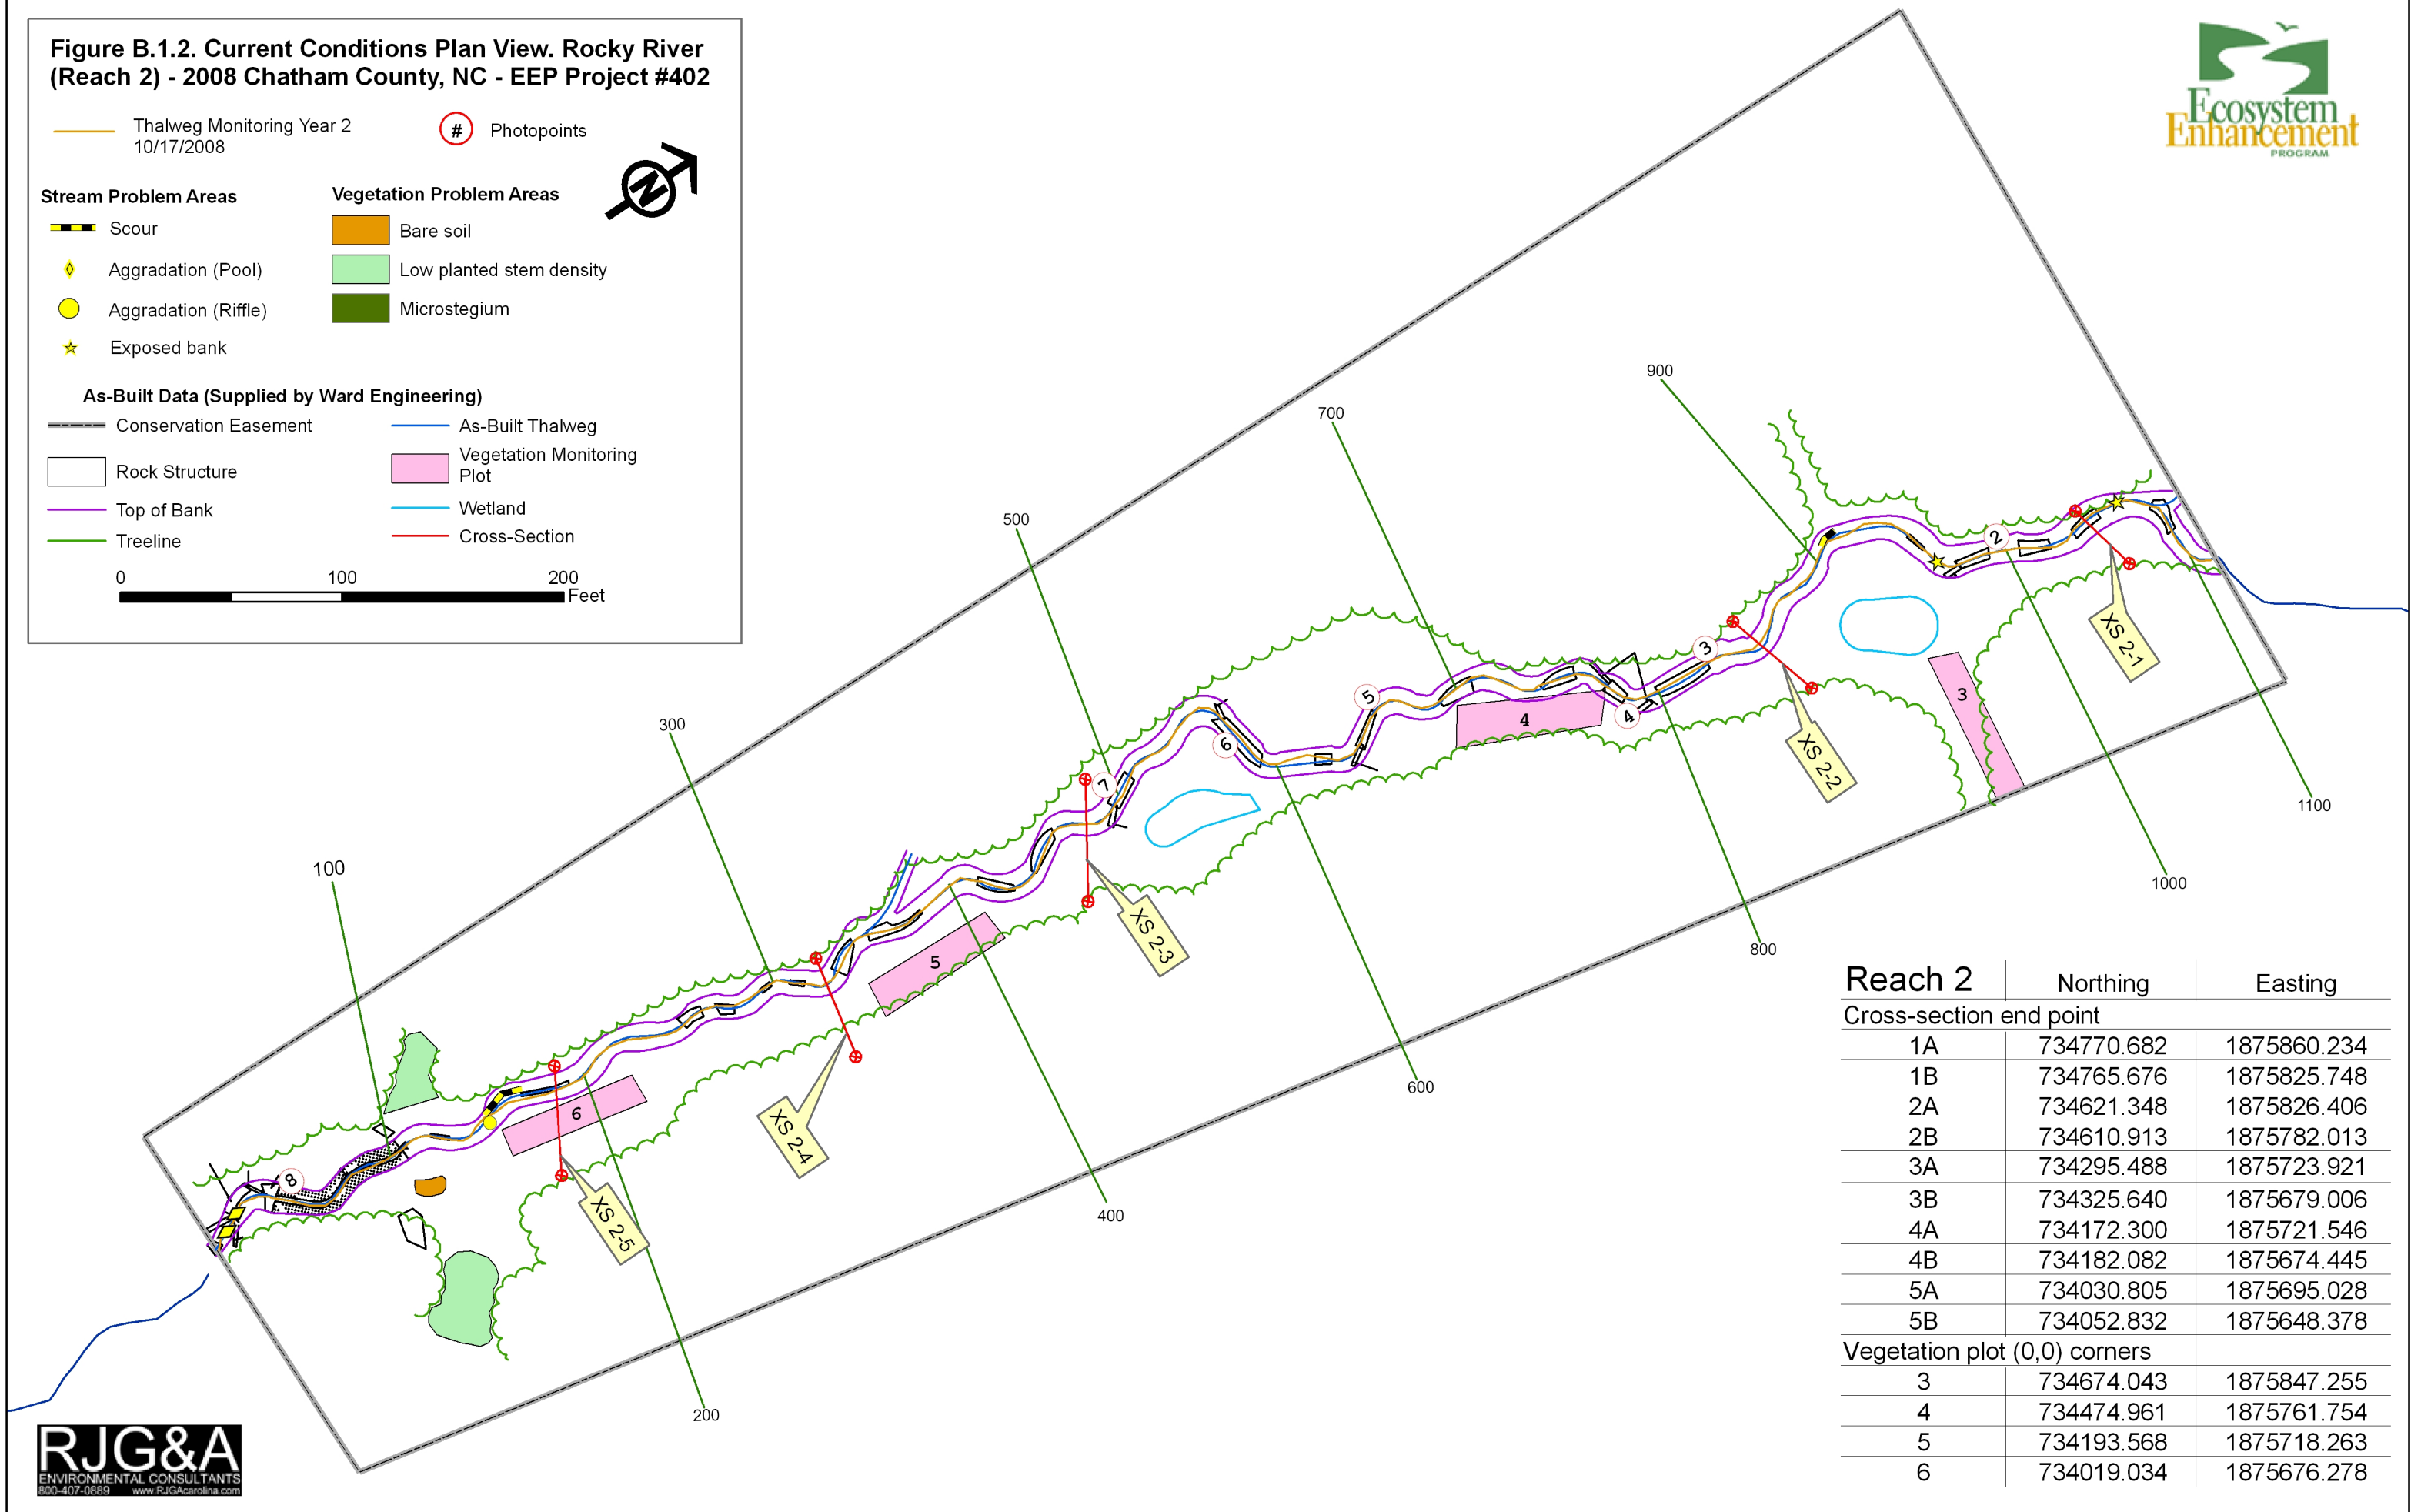 Figure B.1.2. Current Conditions Plan View. Rocky River
(Reach 2) - 2008 Chatham County, NC - EEP Project #402
Thalweg Monitoring Year 2
10/17/2008
# Photopoints
N
Stream Problem Areas
Scour
Aggradation (Pool)
Aggradation (Riffle)
Exposed bank
Vegetation Problem Areas
Bare soil
Low planted stem density
Microstegium
As-Built Data (Supplied by Ward Engineering)
Conservation Easement
Rock Structure
Top of Bank
Treeline
As-Built Thalweg
Vegetation Monitoring
Plot
Wetland
Cross-Section
0 100 200
Feet
Ecosystem
Enhancement
PROGRAM
900
700
500
300
100
2
3
4
5
6
7
8
3
4
5
6
XS 2-1
XS 2-2
XS 2-3
XS 2-4
XS 2-5
1100
1000
800
600
400
200
Reach 2 Northing Easting
Cross-section end point
1A 734770.682 1875860.234
1B 734765.676 1875825.748
2A 734621.348 1875826.406
2B 734610.913 1875782.013
3A 734295.488 1875723.921
3B 734325.640 1875679.006
4A 734172.300 1875721.546
4B 734182.082 1875674.445
5A 734030.805 1875695.028
5B 734052.832 1875648.378
Vegetation plot (0,0) corners
3 734674.043 1875847.255
4 734474.961 1875761.754
5 734193.568 1875718.263
6 734019.034 1875676.278
RJG&A
ENVIRONMENTAL CONSULTANTS
800-407-0889 www.RJGAcarolina.com